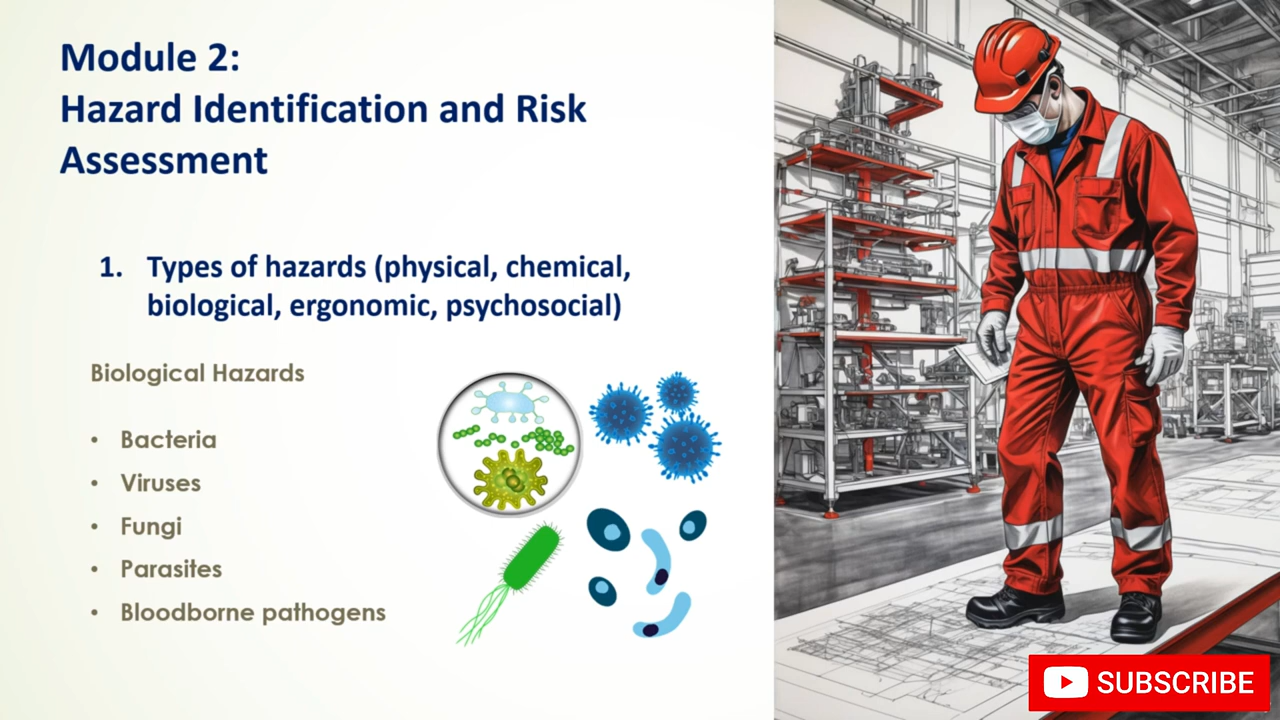 Module 2:
Hazard Identification and Risk
Assessment
1. Types of hazards (physical, chemical,
biological, ergonomic, psychosocial)
Biological Hazards
• Bacteria
• Viruses
• Fungi
• Parasites
• Bloodborne pathogens
SUBSCRIBE